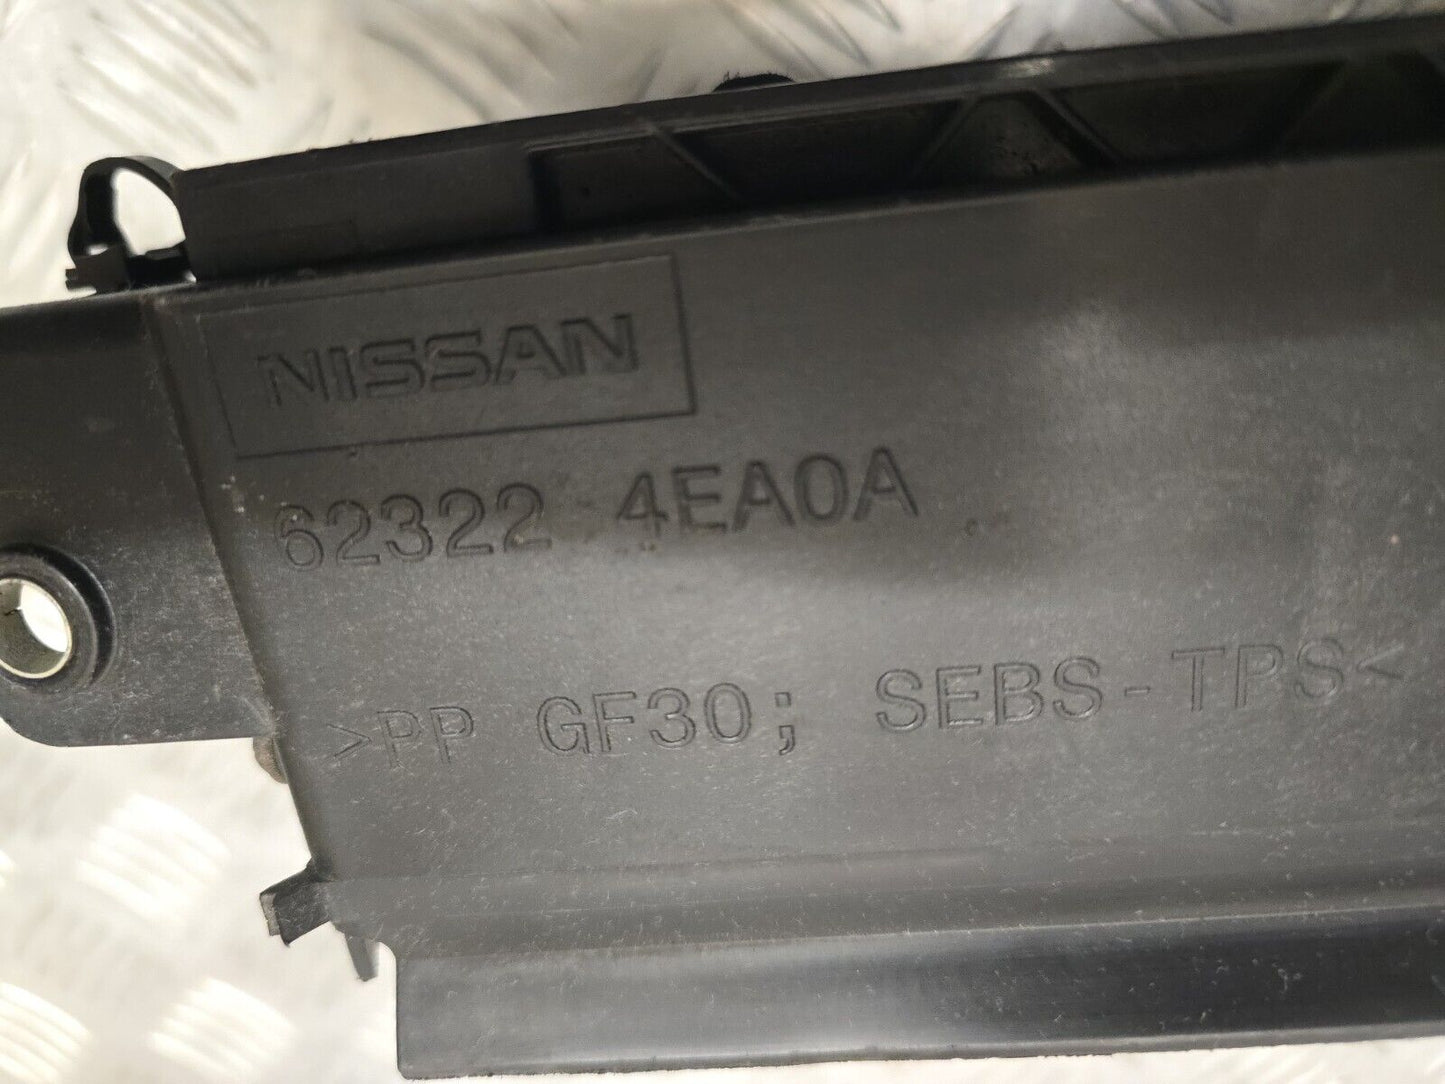 NISSAN
62322 4EA0A
>PP GF30; SEBS-TPS<